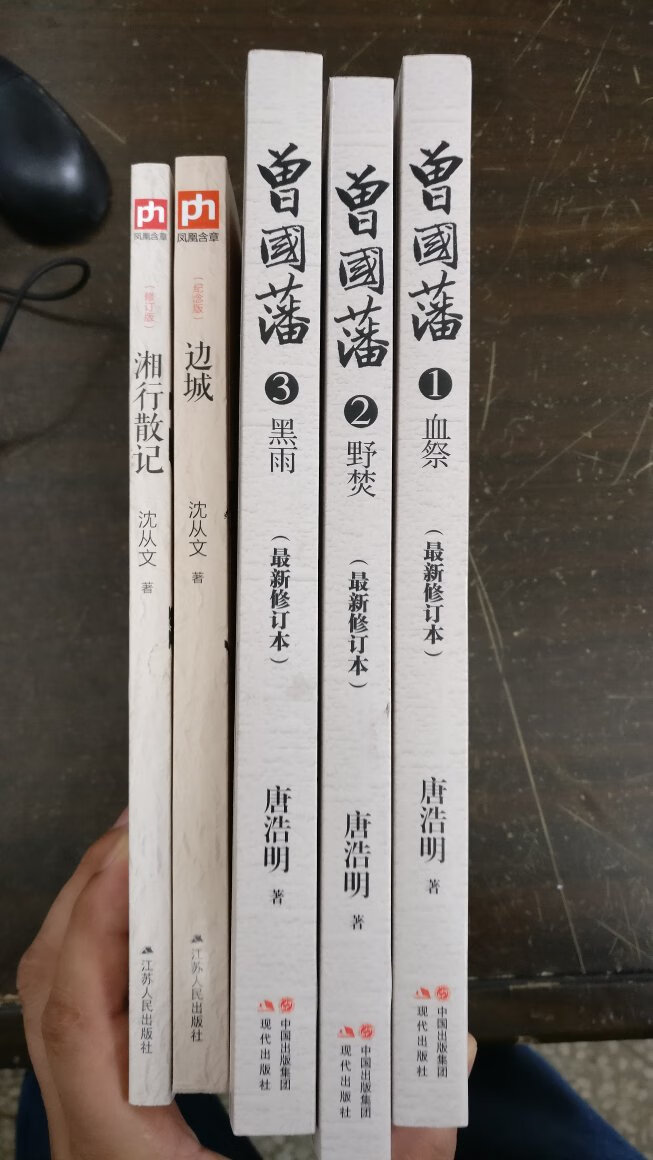 ph
凤凰含章
（修订版）
湘行散记
沈从文
著
江苏人民出版社
ph
凤凰含章
（纪念版）
边城
沈从文
著
江苏人民出版社
曾國藩
3
黑雨
（最新修订本）
唐浩明
著
中国出版集团
现代出版社
曾國藩
2
野焚
（最新修订本）
唐浩明
著
中国出版集团
现代出版社
曾國藩
1
血祭
（最新修订本）
唐浩明
著
中国出版集团
现代出版社